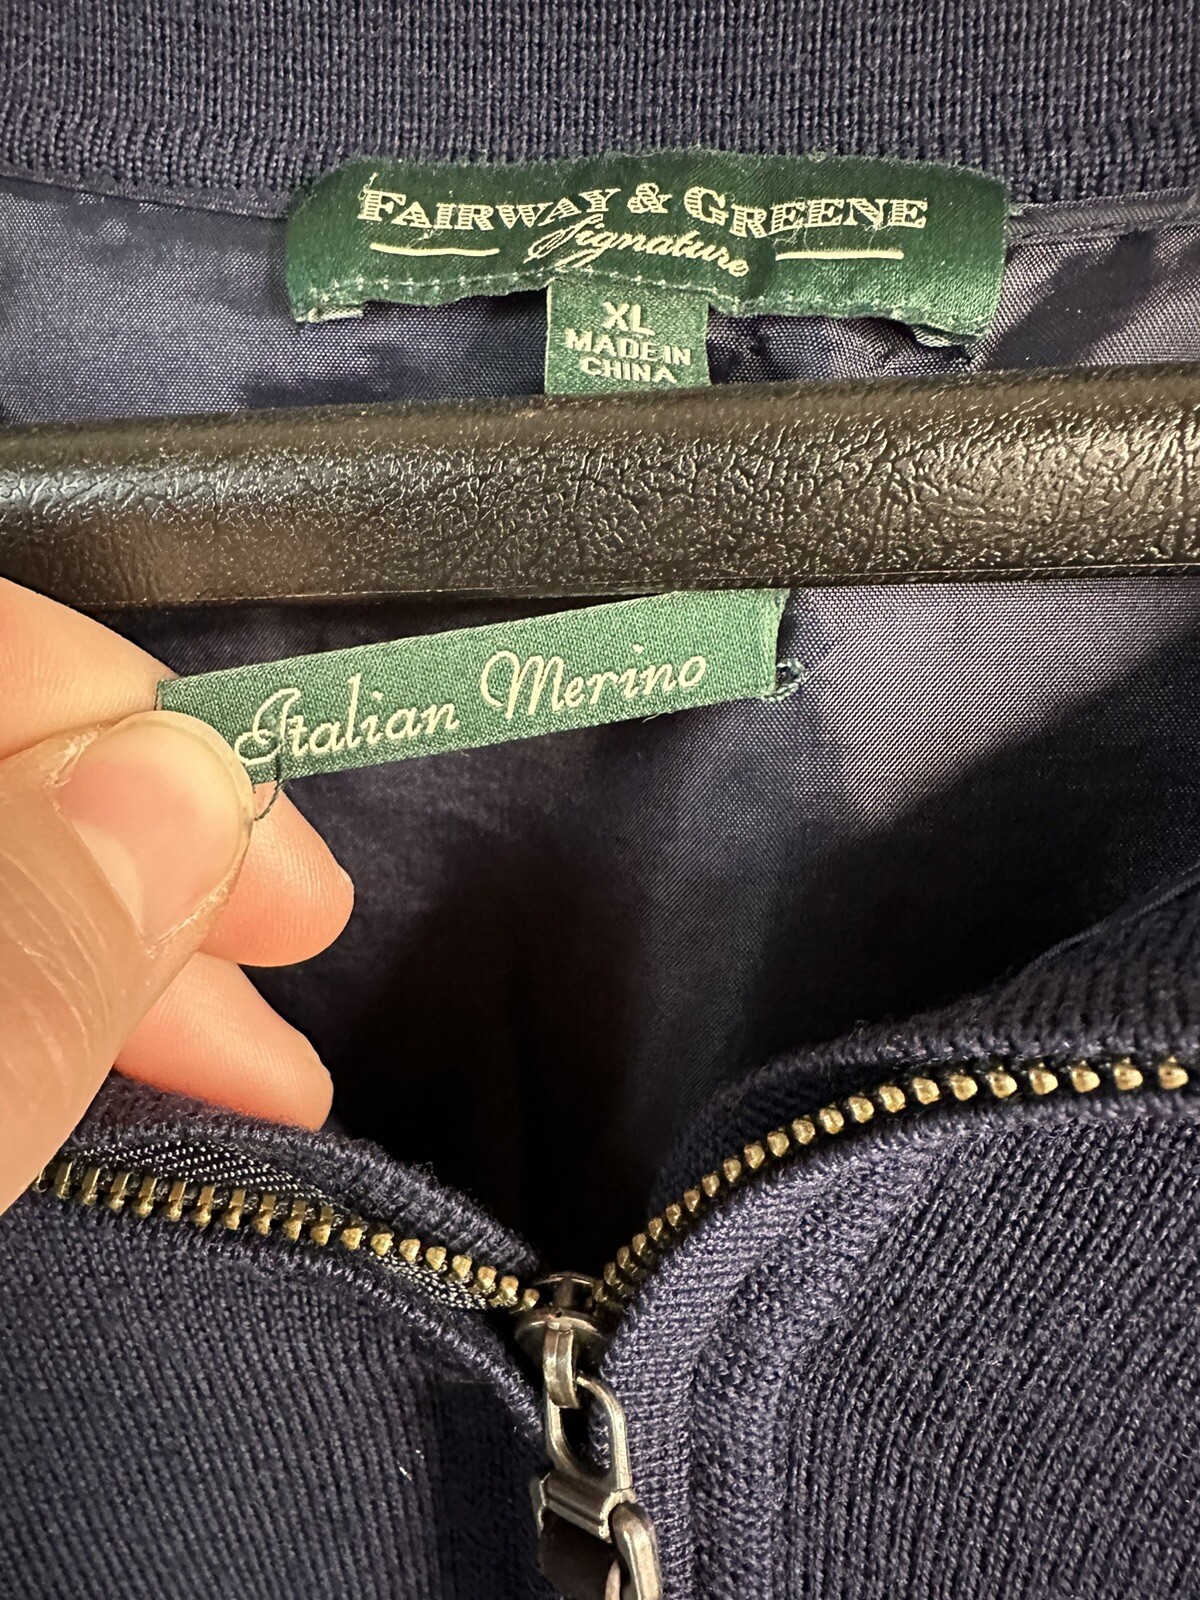 FAIRWAY & GREENE
Signature
XL
MADE IN
CHINA
Italian Merino